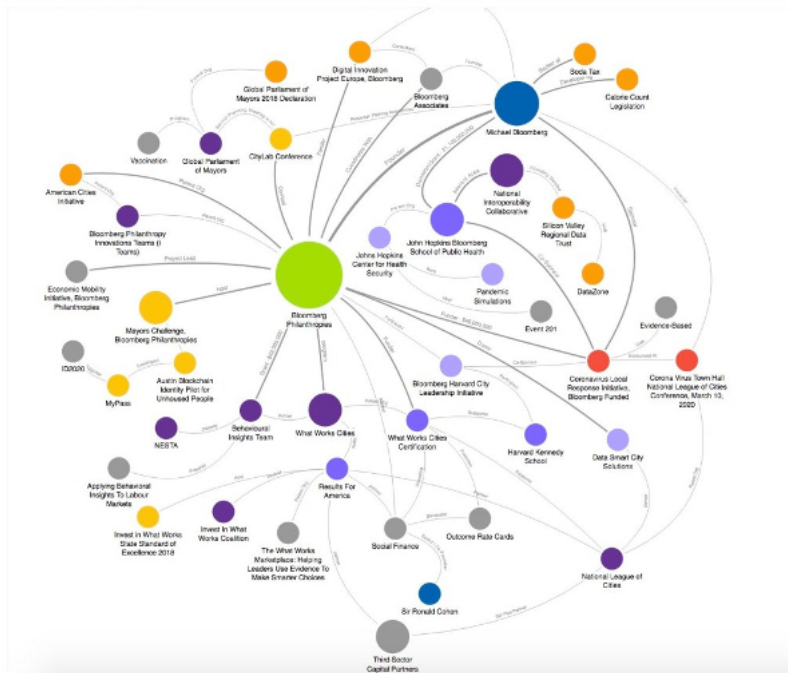 Digital Innovation
Project Europe, Bloomberg
Global Parliament of
Mayors 2018 Declaration
Bloomberg
Associates
Soda Tax
Calorie Count
Legislation
Michael Bloomberg
Vaccination
Global Parliament
of Mayors
CityLab Conference
National
Interoperability
Collaborative
American Cities
Initiative
Bloomberg Philanthropy
Innovations Teams (I
Teams)
John Hopkins Bloomberg
School of Public Health
Silicon Valley
Regional Data
Trust
Johns Hopkins
Center for Health
Security
Economic Mobility
Initiative, Bloomberg
Philanthropies
Project Lead
Pandemic
Simulations
DataZone
Bloomberg
Philanthropies
Mayors Challenge,
Bloomberg Philanthropies
Event 201
Evidence-Based
Founder
Funder
Parent Org
ID2020
MyPass
Austin Blockchain
Identity Pilot for
Unhoused People
Bloomberg Harvard City
Leadership Initiative
Coronavirus Local
Response Initiative,
Bloomberg Funded
Corona Virus Town Hall
National League of Cities
Conference, March 10,
2020
NESTA
Behavioural
Insights Team
What Works Cities
What Works Cities
Certification
Harvard Kennedy
School
Data Smart City
Solutions
Applying Behavioral
Insights To Labour
Markets
Results For
America
Invest in What Works
State Standard of
Excellence 2018
Invest In What
Works Coalition
The What Works
Marketplace: Helping
Leaders Use Evidence To
Make Smarter Choices
Social Finance
Outcome Rate Cards
National League of
Cities
Sir Ronald Cohen
Third Sector
Capital Partners